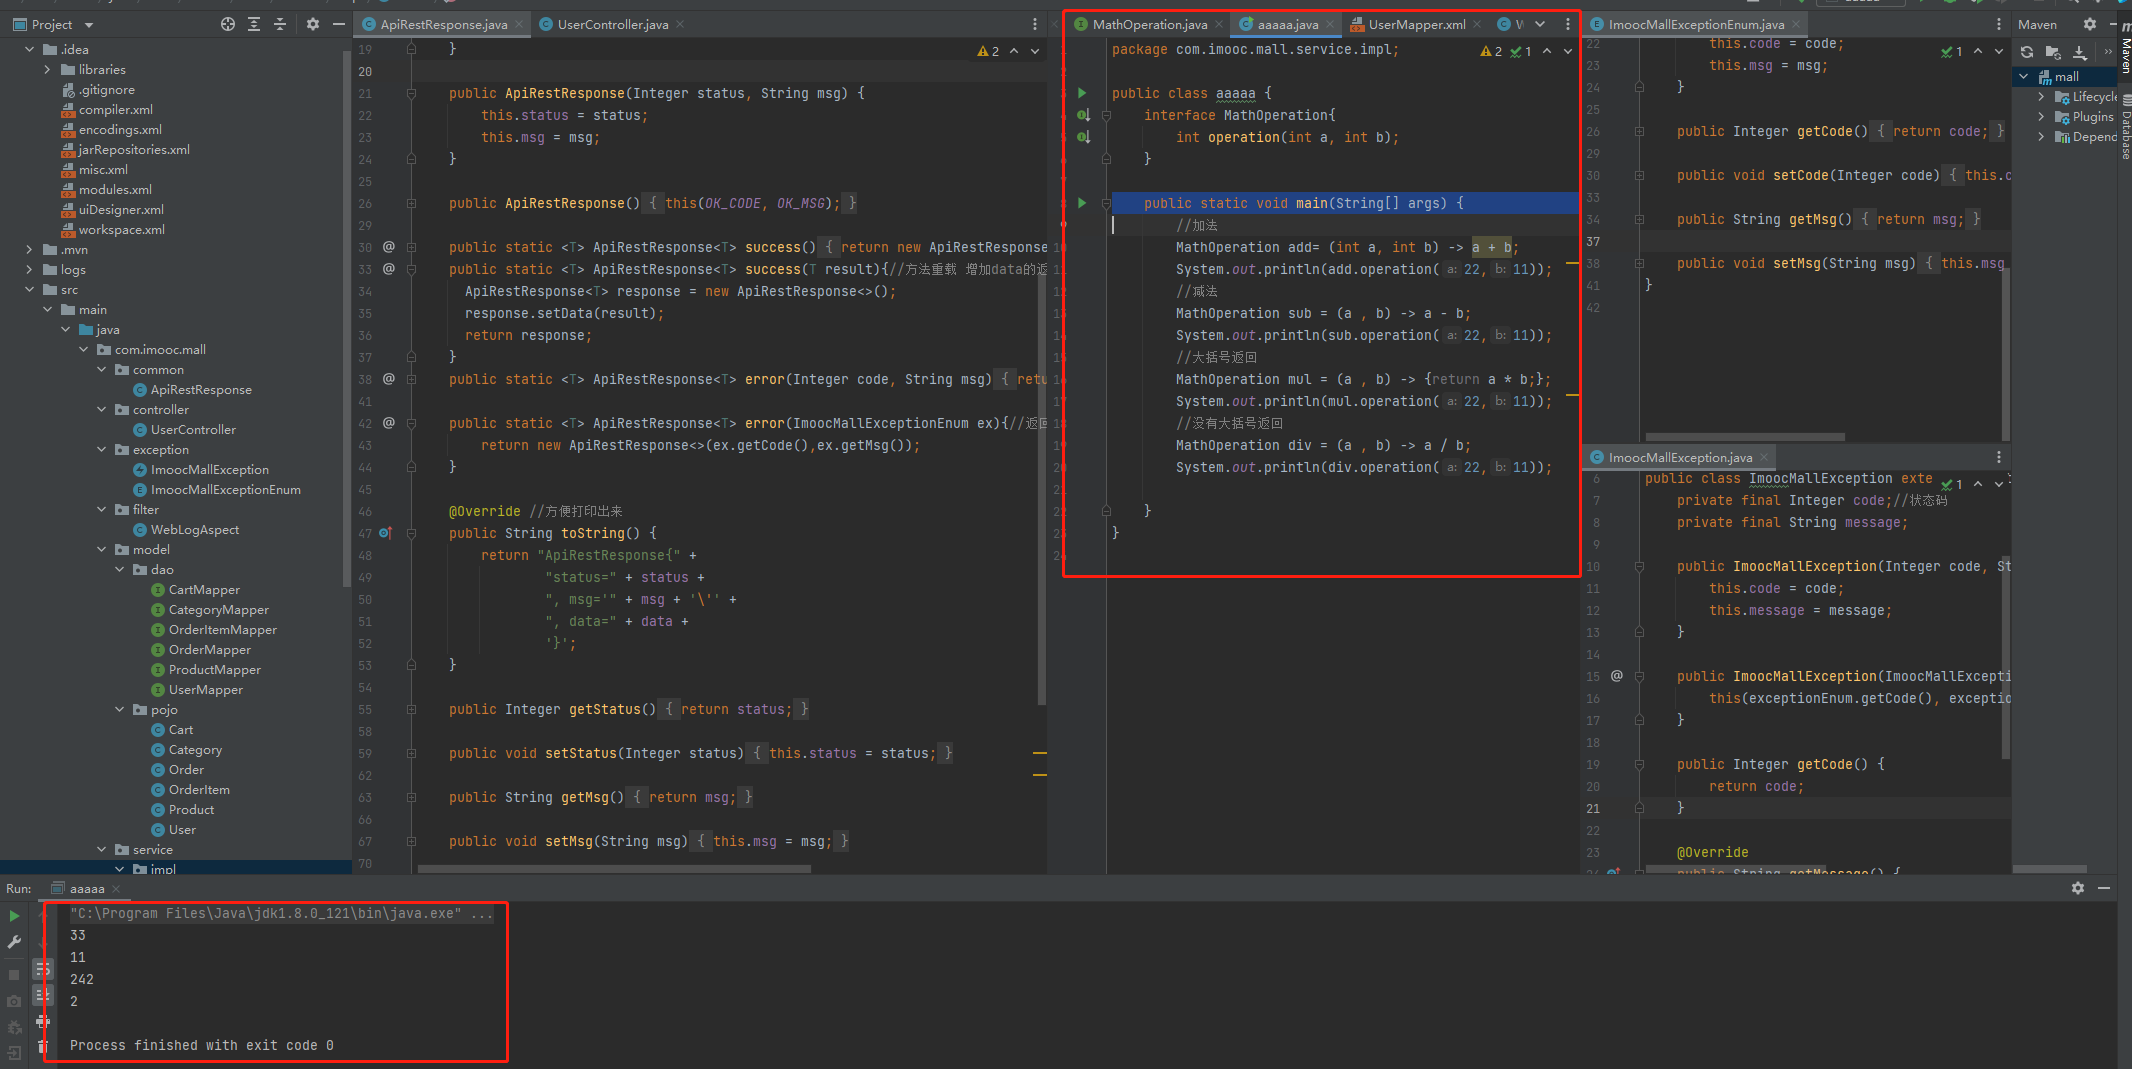 Project
.idea
libraries
.gitignore
compiler.xml
encodings.xml
jarRepositories.xml
misc.xml
modules.xml
uiDesigner.xml
workspace.xml
.mvn
logs
src
main
java
com.imooc.mall
common
ApiRestResponse
controller
UserController
exception
ImoocMallException
ImoocMallExceptionEnum
filter
WebLogAspect
model
dao
CartMapper
CategoryMapper
OrderItemMapper
OrderMapper
ProductMapper
UserMapper
pojo
Cart
Category
Order
OrderItem
Product
User
service
impl
ApiRestResponse.java
UserController.java
2
19 }
20
21 public ApiRestResponse(Integer status, String msg) {
22 this.status = status;
23 this.msg = msg;
24 }
25
26 public ApiRestResponse() { this(OK_CODE, OK_MSG); }
29
30 public static <T> ApiRestResponse<T> success() { return new ApiRestResponse
33 public static <T> ApiRestResponse<T> success(T result){//方法重载 增加data的返
34 ApiRestResponse<T> response = new ApiRestResponse<>();
35 response.setData(result);
36 return response;
37 }
38 public static <T> ApiRestResponse<T> error(Integer code, String msg) { retu
41
42 public static <T> ApiRestResponse<T> error(ImoocMallExceptionEnum ex){//返回
43 return new ApiRestResponse<>(ex.getCode(),ex.getMsg());
44 }
45
46 @Override //方便打印出来
47 public String toString() {
48 return "ApiRestResponse{" +
49 "status=" + status +
50 ", msg='" + msg + '\'' +
51 ", data=" + data +
52 '}';
53 }
54
55 public Integer getStatus() { return status; }
58
59 public void setStatus(Integer status) { this.status = status; }
62
63 public String getMsg() { return msg; }
66
67 public void setMsg(String msg) { this.msg = msg; }
70
MathOperation.java
aaaaa.java
UserMapper.xml
package com.imooc.mall.service.impl;
2 1
public class aaaaa {
interface MathOperation{
int operation(int a, int b);
}
public static void main(String[] args) {
//加法
MathOperation add= (int a, int b) -> a + b;
System.out.println(add.operation( a: 22, b: 11));
//减法
MathOperation sub = (a , b) -> a - b;
System.out.println(sub.operation( a: 22, b: 11));
//大括号返回
MathOperation mul = (a , b) -> {return a * b;};
System.out.println(mul.operation( a: 22, b: 11));
//没有大括号返回
MathOperation div = (a , b) -> a / b;
System.out.println(div.operation( a: 22, b: 11));
}
}
ImoocMallExceptionEnum.java
1
22 this.code = code;
23 this.msg = msg;
24 }
25
26 public Integer getCode() { return code; }
29
30 public void setCode(Integer code) { this.c
33
34 public String getMsg() { return msg; }
37
38 public void setMsg(String msg) { this.msg
41 }
42
ImoocMallException.java
1
6 public class ImoocMallException exte
7 private final Integer code;//状态码
8 private final String message;
9
10 public ImoocMallException(Integer code, St
11 this.code = code;
12 this.message = message;
13 }
14
15 public ImoocMallException(ImoocMallExcepti
16 this(exceptionEnum.getCode(), exceptio
17 }
18
19 public Integer getCode() {
20 return code;
21 }
22
23 @Override
public String getMessage() {
Maven
mall
Lifecycle
Plugins
Depend
Maven
Database
Run:
aaaaa
"C:\Program Files\Java\jdk1.8.0_121\bin\java.exe" ...
33
11
242
2
Process finished with exit code 0